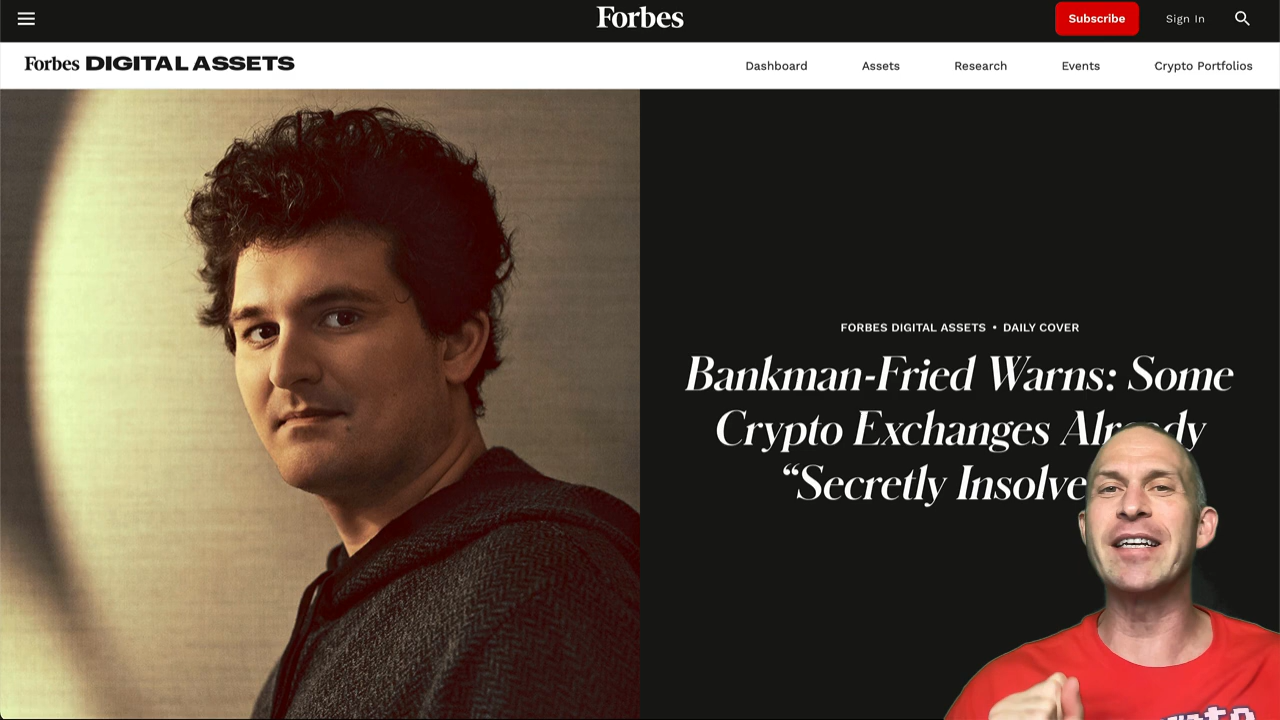 Forbes
Subscribe
Sign In
Forbes DIGITAL ASSETS
Dashboard
Assets
Research
Events
Crypto Portfolios
FORBES DIGITAL ASSETS • DAILY COVER
Bankman-Fried Warns: Some
Crypto Exchanges
“Secretly